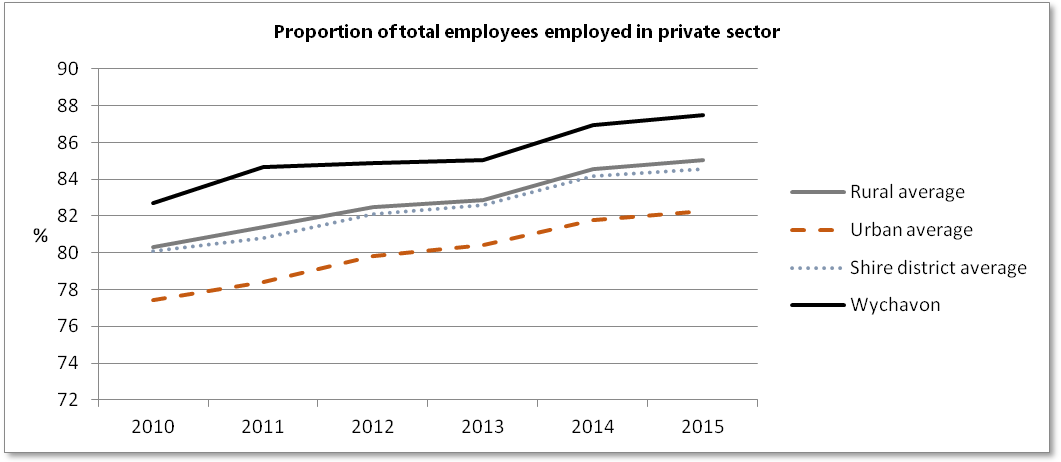 Proportion of total employees employed in private sector
90
88
86
84
82
80
78
76
74
72
%
2010 2011 2012 2013 2014 2015
Rural average
Urban average
Shire district average
Wychavon